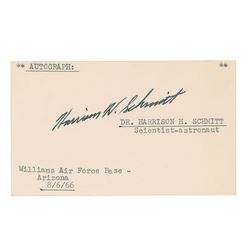 ** AUTOGRAPH: **
Harrison H. Schmitt
DR. HARRISON H. SCHMITT
Scientist-astronaut
Williams Air Force Base -
Arizona
8/6/66